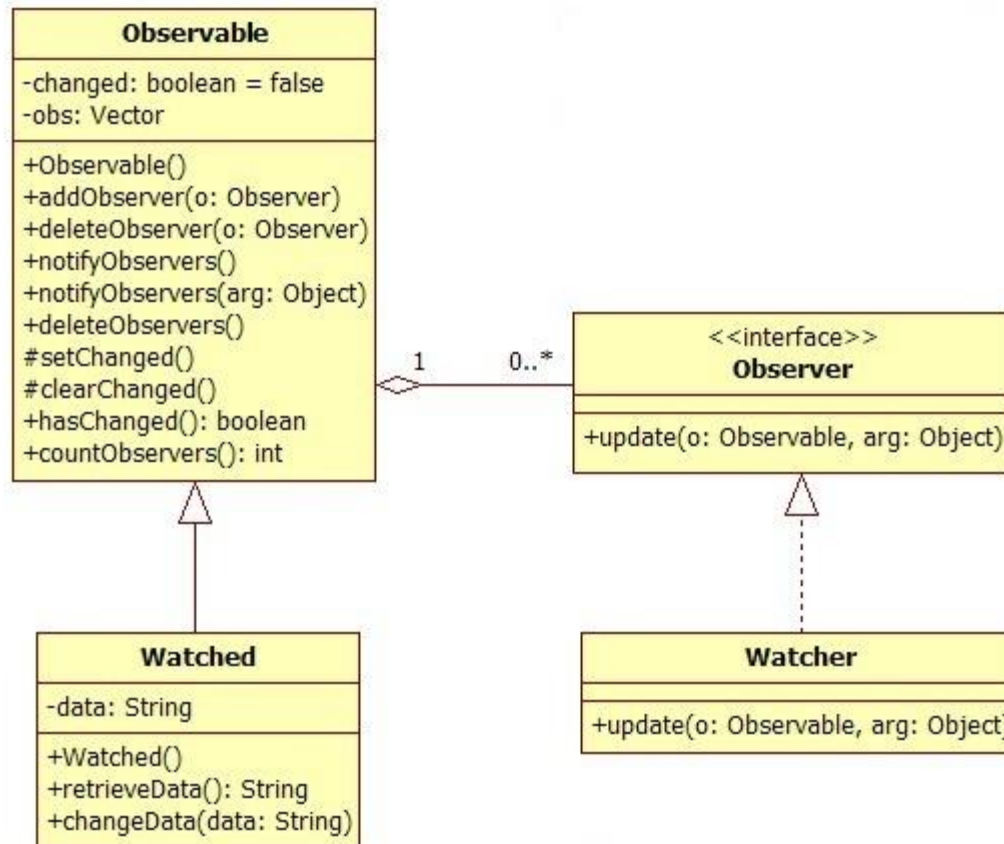 Observable
-changed: boolean = false
-obs: Vector
+Observable()
+addObserver(o: Observer)
+deleteObserver(o: Observer)
+notifyObservers()
+notifyObservers(arg: Object)
+deleteObservers()
#setChanged()
#clearChanged()
+hasChanged(): boolean
+countObservers(): int
1 0..*
<<interface>>
Observer
+update(o: Observable, arg: Object)
Watched
-data: String
+Watched()
+retrieveData(): String
+changeData(data: String)
Watcher
+update(o: Observable, arg: Object)